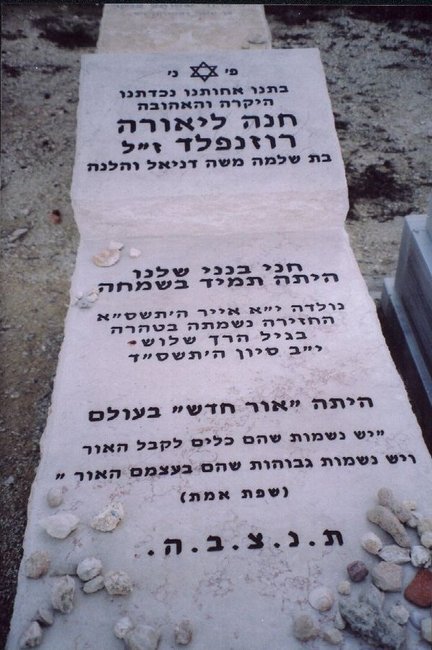 פ' נ'
בתנו אחותנו נכדתנו
היקרה והאהובה
חנה ליאורה
רוזנפלד ז"ל
בת שלמה משה דניאל והלנה
חני בנני שלנו
היתה תמיד בשמחה
נולדה י"א אייר ה'תשס"א
החזירה נשמתה בטהרה
בגיל הרך שלוש
י"ב סיון ה'תשס"ד
היתה "אור חדש" בעולם
"יש נשמות שהם כלים לקבל האור
ויש נשמות גבוהות שהם בעצמם האור"
(שפת אמת)
ת.נ.צ.ב.ה.